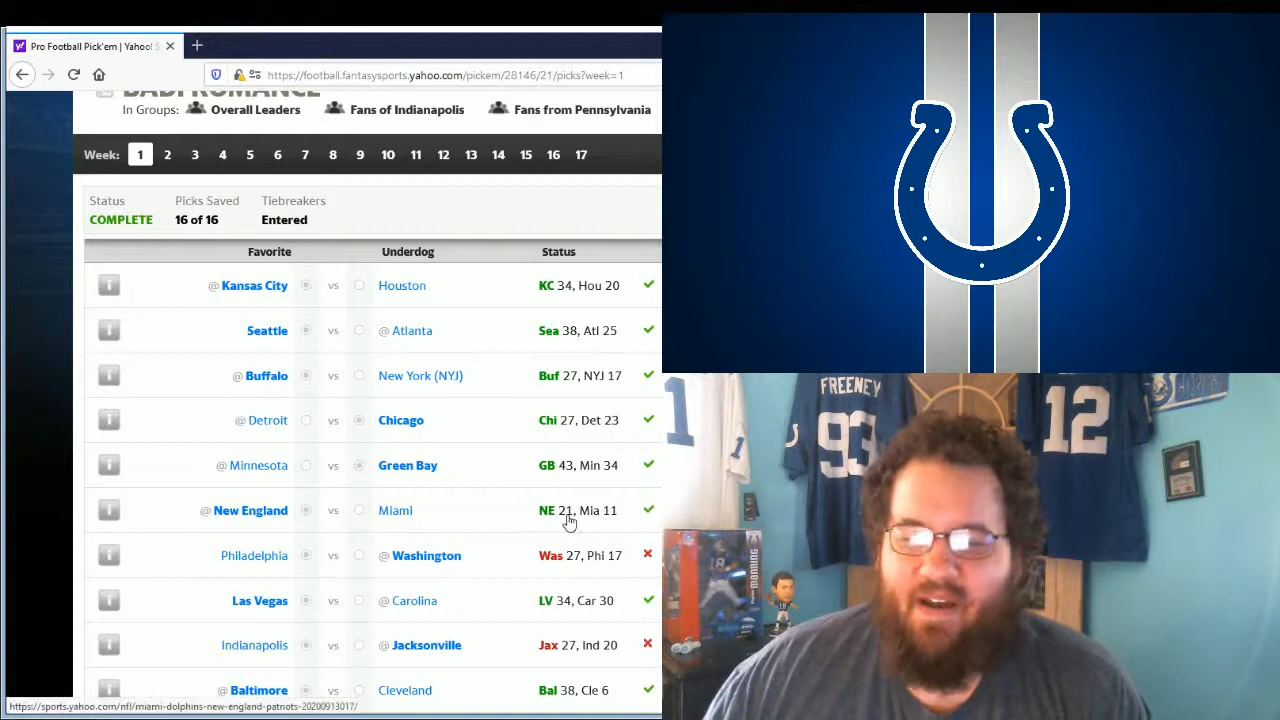 Pro Football Pick'em | Yahoo! S
https://football.fantasysports.yahoo.com/pickem/28146/21/picks?week=1
BAD! ROMANCE
In Groups: Overall Leaders Fans of Indianapolis Fans from Pennsylvania
Week: 1 2 3 4 5 6 7 8 9 10 11 12 13 14 15 16 17
Status Picks Saved Tiebreakers
COMPLETE 16 of 16 Entered
Favorite Underdog Status
@ Kansas City vs Houston KC 34, Hou 20
Seattle vs @ Atlanta Sea 38, Atl 25
@ Buffalo vs New York (NYJ) Buf 27, NYJ 17
@ Detroit vs Chicago Chi 27, Det 23
@ Minnesota vs Green Bay GB 43, Min 34
@ New England vs Miami NE 21, Mia 11
Philadelphia vs @ Washington Was 27, Phi 17
Las Vegas vs @ Carolina LV 34, Car 30
Indianapolis vs @ Jacksonville Jax 27, Ind 20
@ Baltimore vs Cleveland Bal 38, Cle 6
https://sports.yahoo.com/nfl/miami-dolphins-new-england-patriots-20200913017/
FREENEY
93
12
1
1
18
MANNING